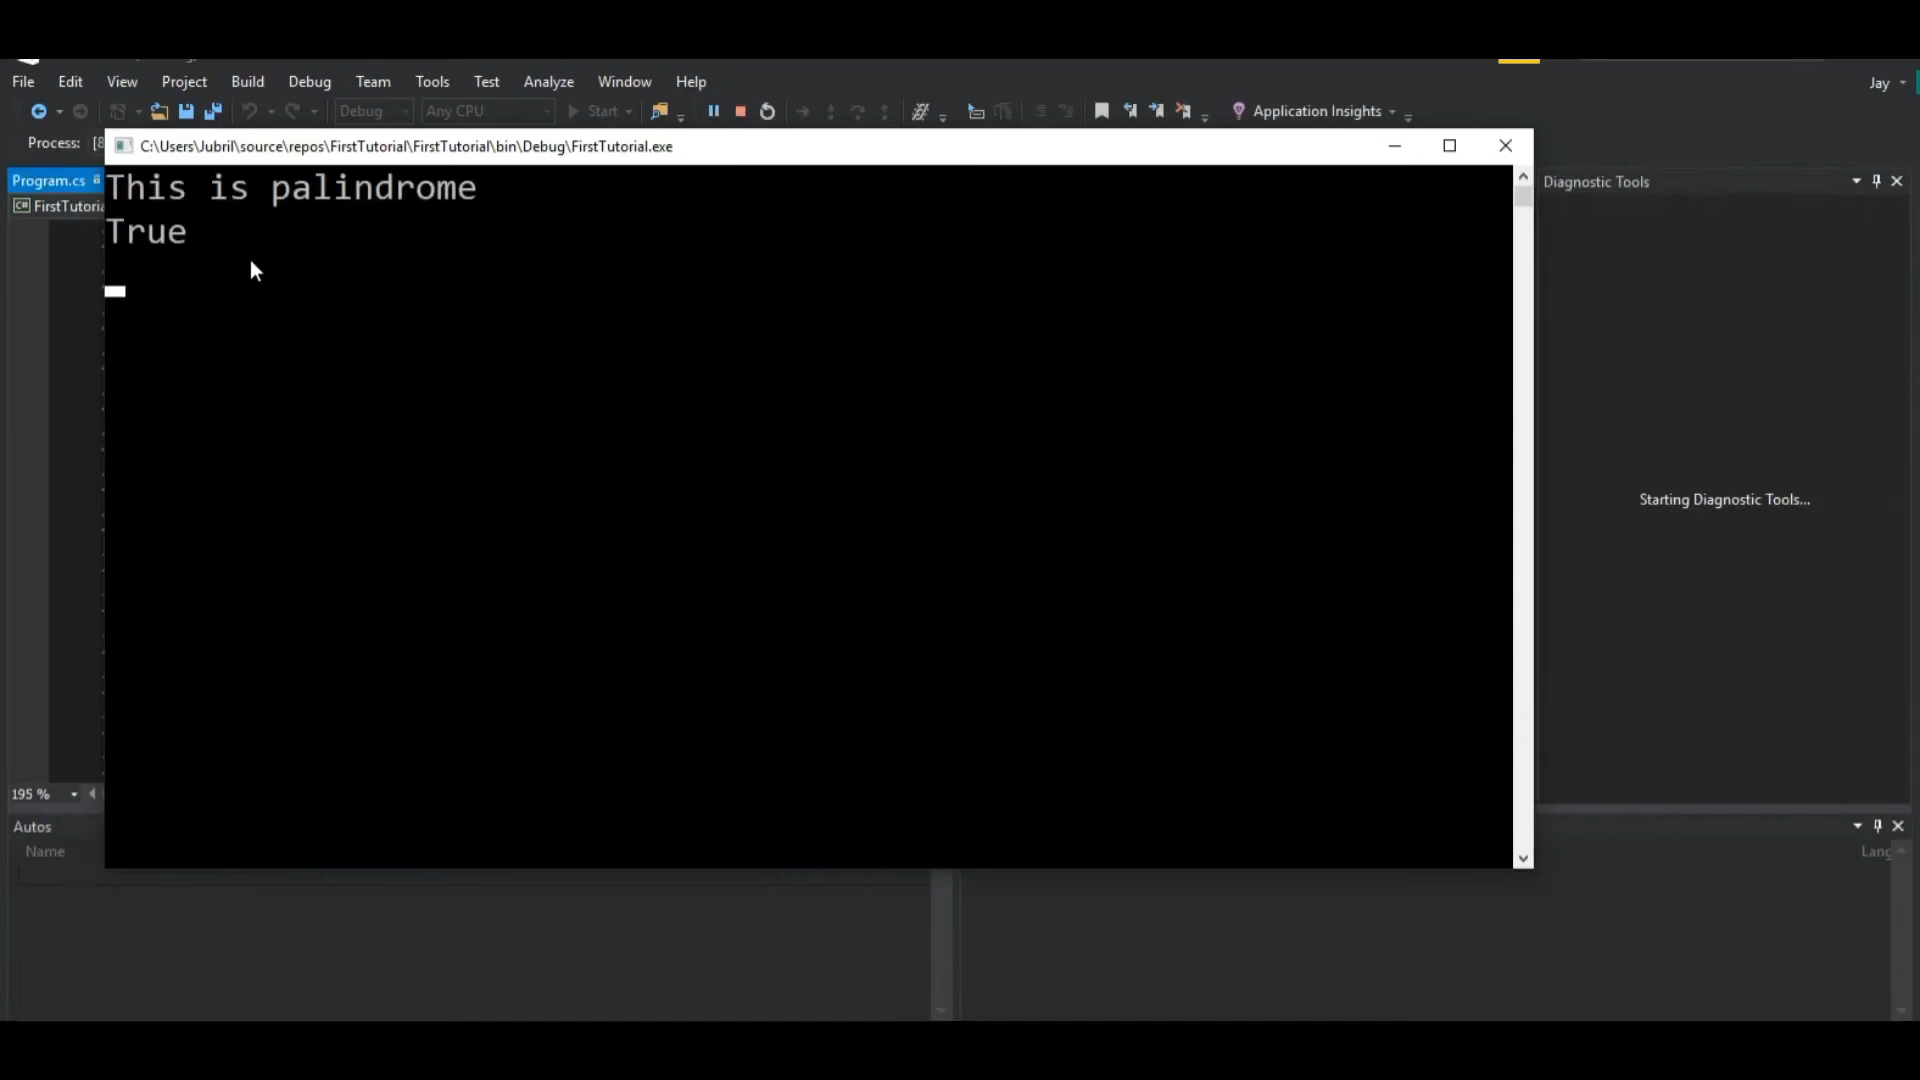 File Edit View Project Build Debug Team Tools Test Analyze Window Help
Jay
Debug Any CPU Start Application Insights
Process:
C:\Users\Jubril\source\repos\FirstTutorial\FirstTutorial\bin\Debug\FirstTutorial.exe
Program.cs
This is palindrome
Diagnostic Tools
True
Starting Diagnostic Tools...
195 %
Autos
Name